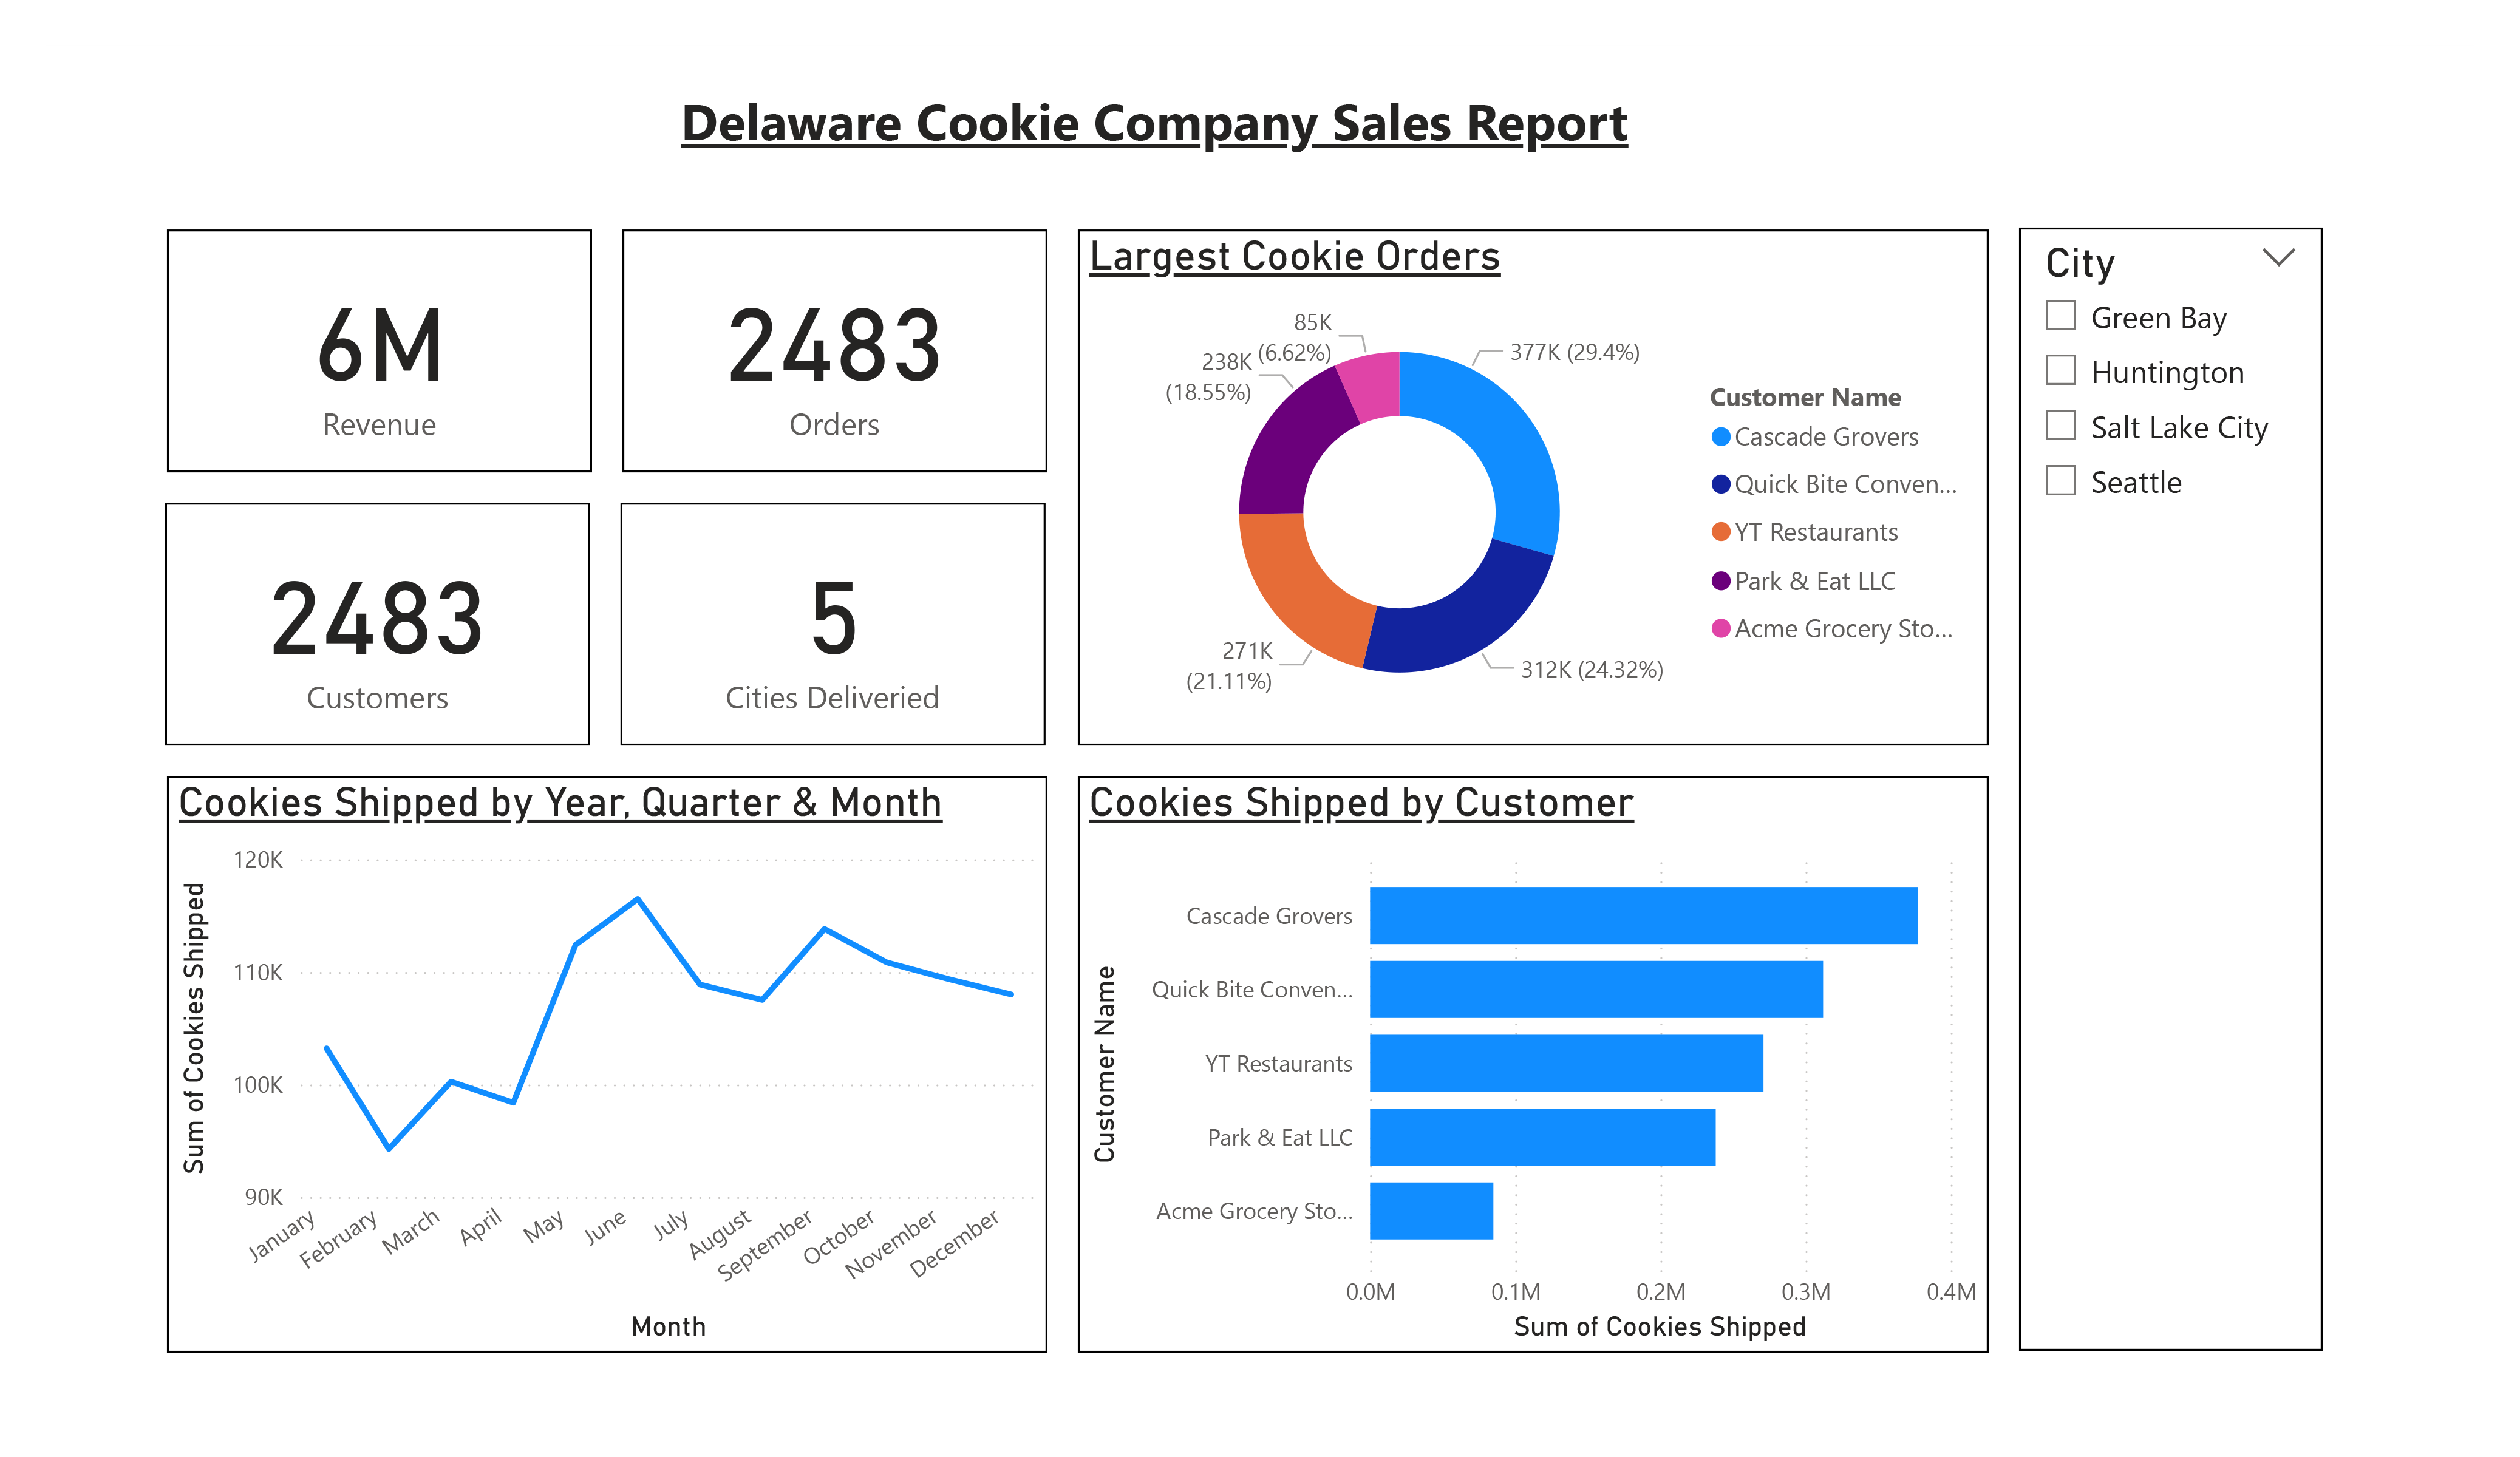 Delaware Cookie Company Sales Report
6M
Revenue
2483
Orders
2483
Customers
5
Cities Deliveried
Largest Cookie Orders
85K
(6.62%)
238K
(18.55%)
377K (29.4%)
271K
(21.11%)
312K (24.32%)
Customer Name
Cascade Grovers
Quick Bite Conven...
YT Restaurants
Park & Eat LLC
Acme Grocery Sto...
City
Green Bay
Huntington
Salt Lake City
Seattle
Cookies Shipped by Year, Quarter & Month
Sum of Cookies Shipped
120K
110K
100K
90K
January
February
March
April
May
June
July
August
September
October
November
December
Month
Cookies Shipped by Customer
Customer Name
Cascade Grovers
Quick Bite Conven...
YT Restaurants
Park & Eat LLC
Acme Grocery Sto...
0.0M
0.1M
0.2M
0.3M
0.4M
Sum of Cookies Shipped